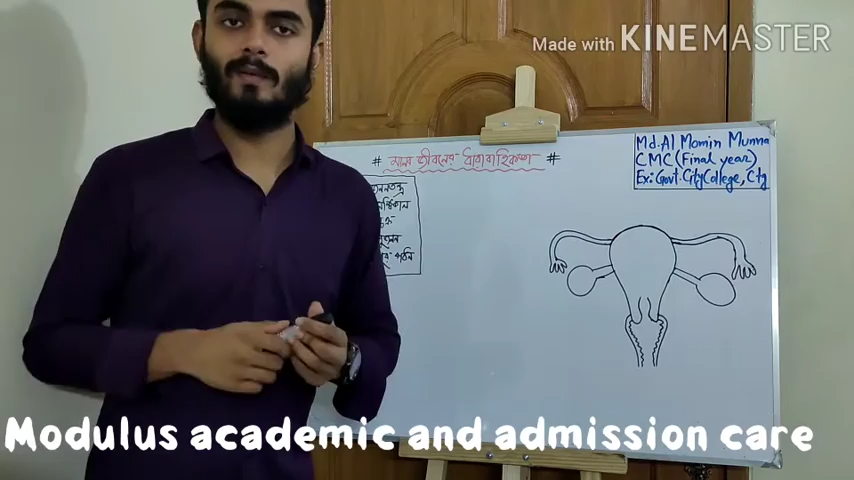 Made with KINEMASTER
Md. Al Momin Munna
CMC (Final year)
Ex: Govt. City College, Ctg
# মানব জীবনের ধারাবাহিকতা #
Modulus academic and admission care